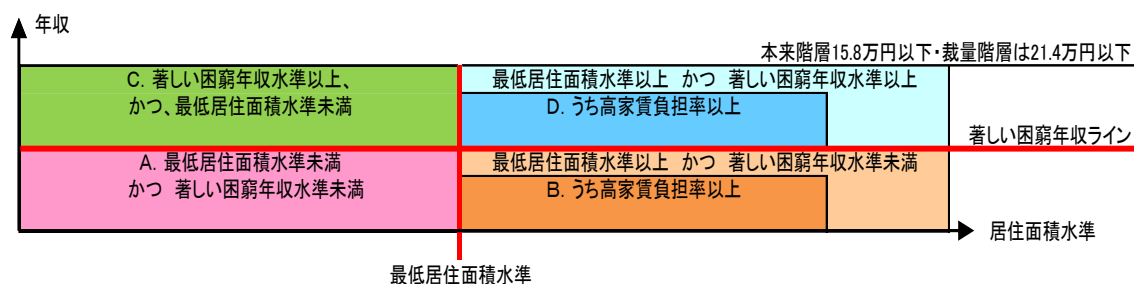 年収
本来階層15.8万円以下・裁量階層は21.4万円以下
C. 著しい困窮年収水準以上、
かつ、最低居住面積水準未満
最低居住面積水準以上 かつ 著しい困窮年収水準以上
D. うち高家賃負担率以上
著しい困窮年収ライン
A. 最低居住面積水準未満
かつ 著しい困窮年収水準未満
最低居住面積水準以上 かつ 著しい困窮年収水準未満
B. うち高家賃負担率以上
居住面積水準
最低居住面積水準